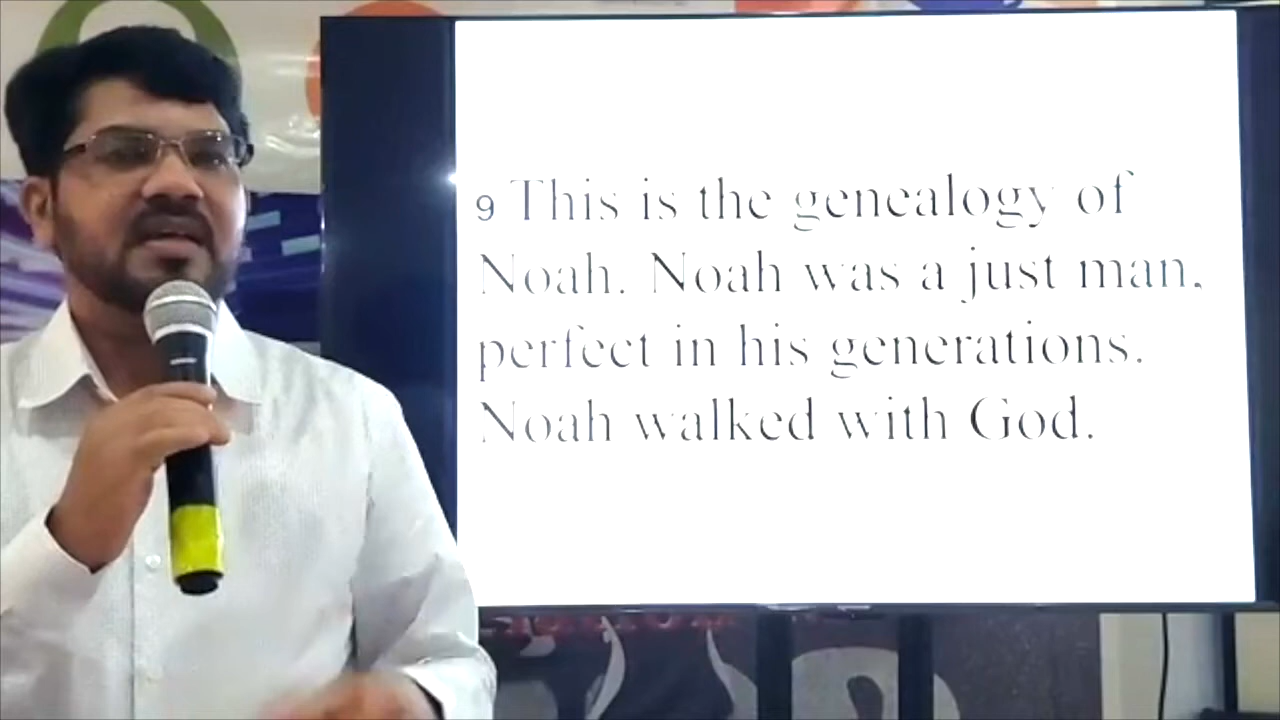 9 This is the genealogy of
Noah. Noah was a just man,
perfect in his generations.
Noah walked with God.